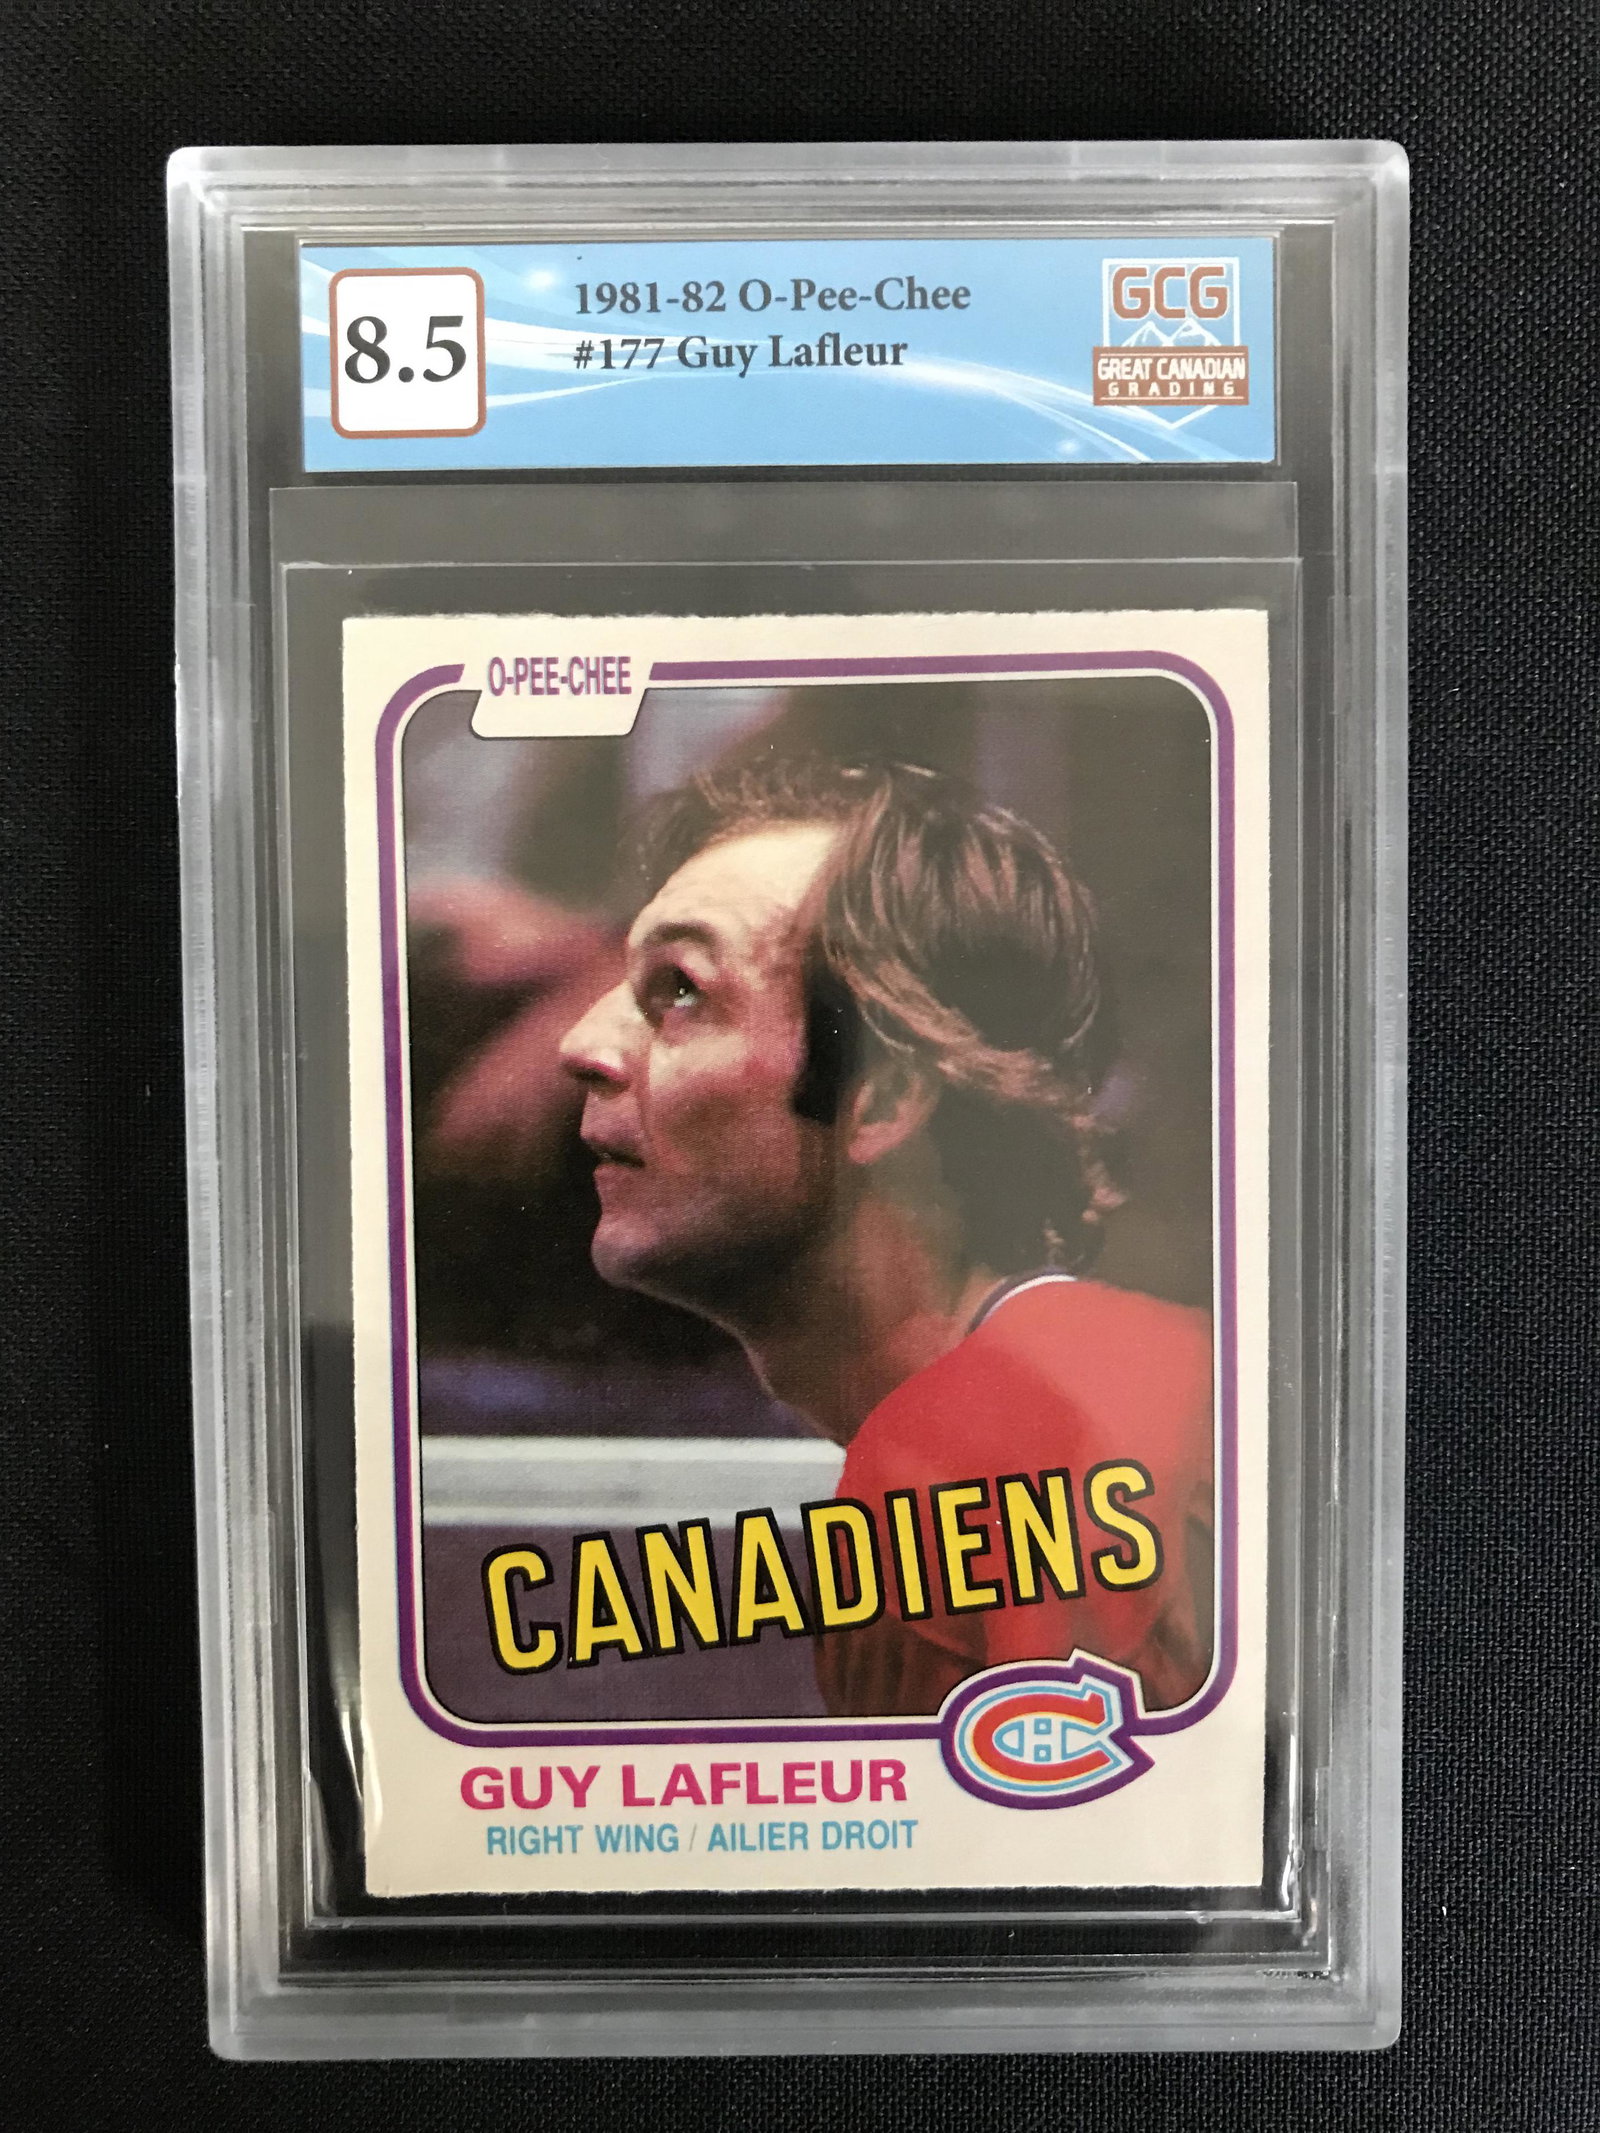 8.5
1981-82 O-Pee-Chee
#177 Guy Lafleur
GCG
GREAT CANADIAN
GRADING
O-PEE-CHEE
CANADIENS
GUY LAFLEUR
RIGHT WING / AILIER DROIT